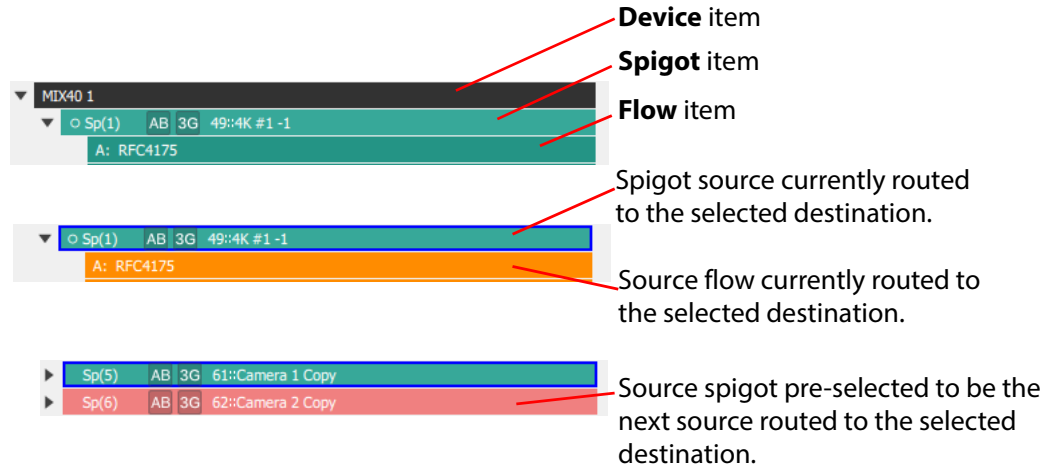 Device item
Spigot item
MIX40 1
Flow item
Sp(1) AB 3G 49::4K #1 -1
A: RFC4175
Spigot source currently routed
to the selected destination.
Sp(1) AB 3G 49::4K #1 -1
A: RFC4175
Source flow currently routed to
the selected destination.
Sp(5) AB 3G 61::Camera 1 Copy
Sp(6) AB 3G 62::Camera 2 Copy
Source spigot pre-selected to be the
next source routed to the selected
destination.